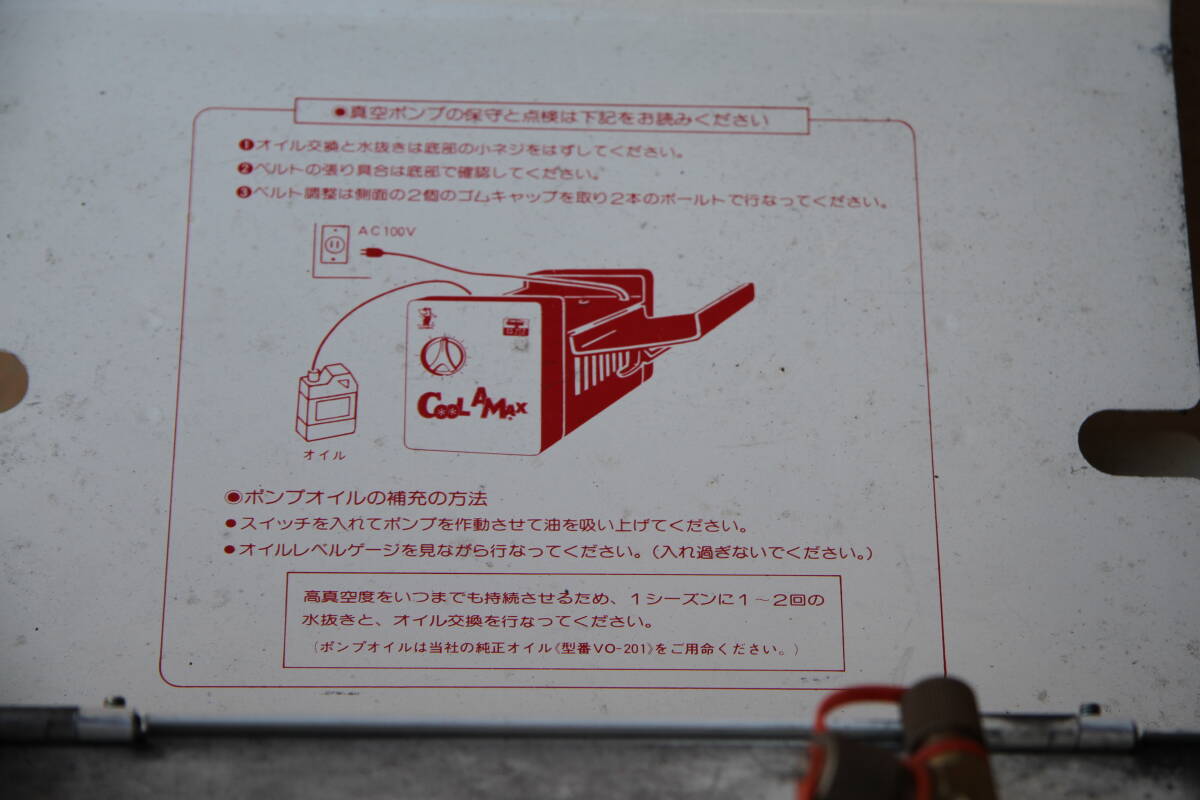 ●真空ポンプの保守と点検は下記をお読みください
❶オイル交換と水抜きは底部の小ネジをはずしてください。
❷ベルトの張り具合は底部で確認してください。
❸ベルト調整は側面の2個のゴムキャップを取り2本のボールトで行なってください。
AC100V
COOL A MAX
オイル
◉ポンプオイルの補充の方法
●スイッチを入れてポンプを作動させて油を吸い上げてください。
●オイルレベルゲージを見ながら行なってください。(入れ過ぎないでください。)
高真空度をいつまでも持続させるため、1シーズンに1〜2回の
水抜きと、オイル交換を行なってください。
(ポンプオイルは当社の純正オイル《型番VO-201》をご用命ください。)